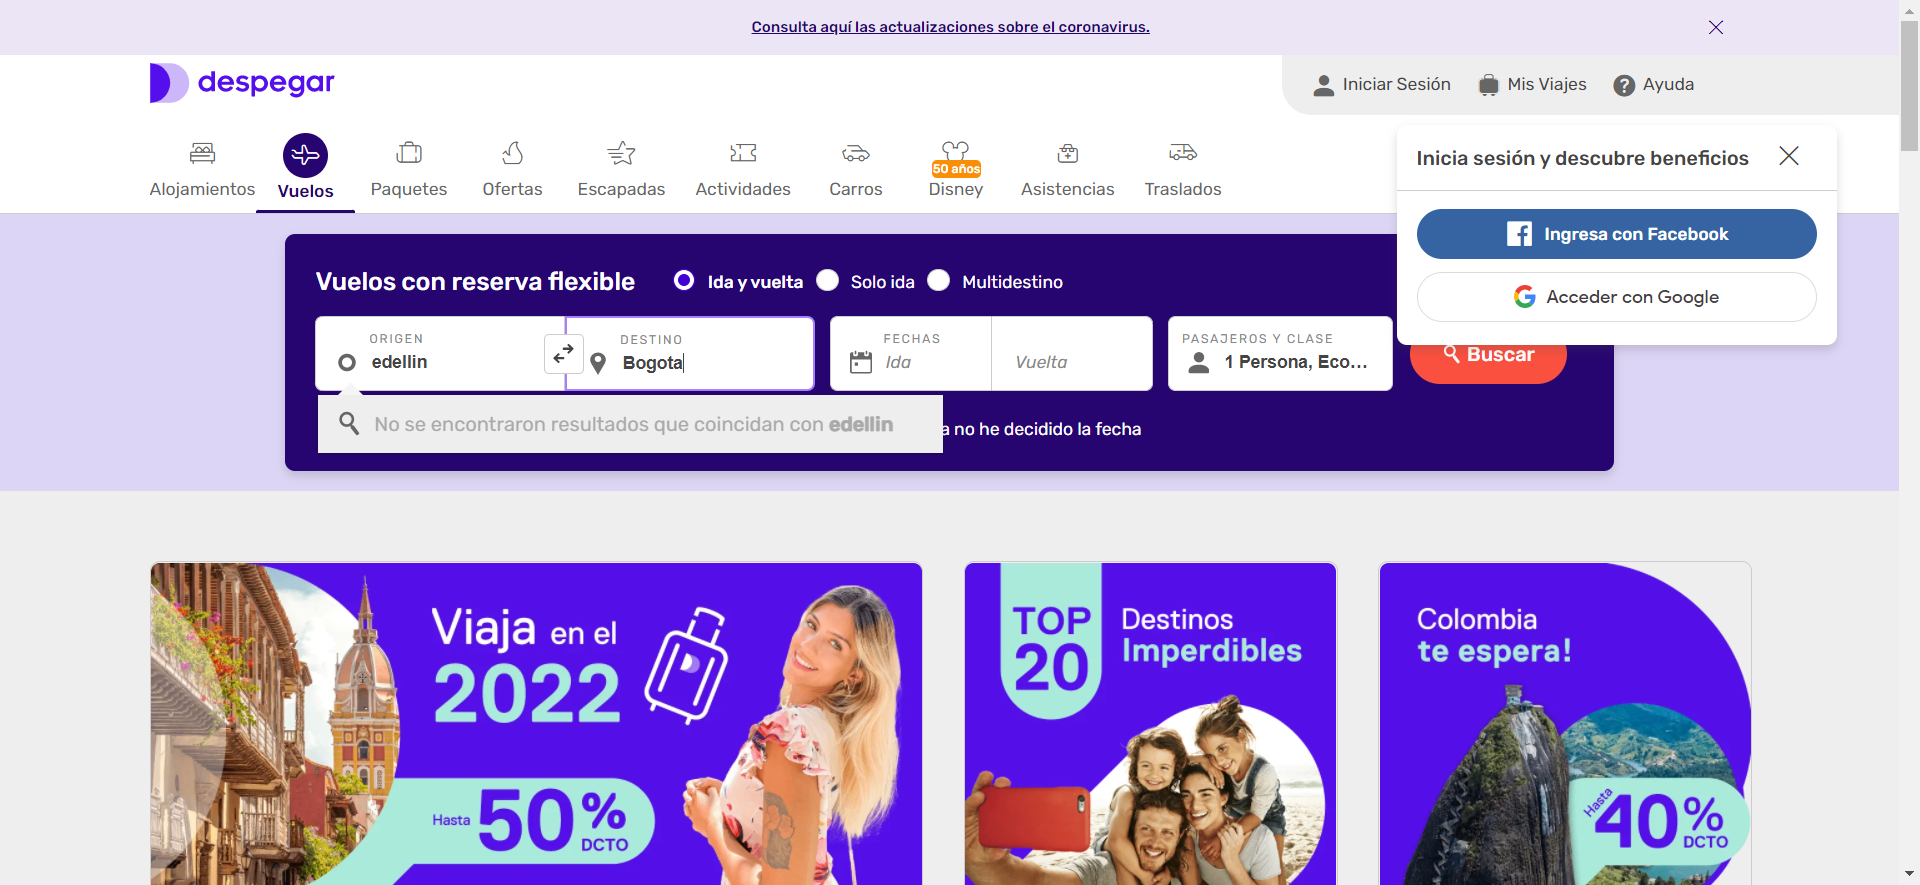 Consulta aquí las actualizaciones sobre el coronavirus.
despegar
Iniciar Sesión
Mis Viajes
Ayuda
Alojamientos
Vuelos
Paquetes
Ofertas
Escapadas
Actividades
Carros
50 años
Disney
Asistencias
Traslados
Inicia sesión y descubre beneficios
Ingresa con Facebook
Acceder con Google
Vuelos con reserva flexible
Ida y vuelta
Solo ida
Multidestino
ORIGEN
edellin
DESTINO
Bogota
FECHAS
Ida
Vuelta
PASAJEROS Y CLASE
1 Persona, Eco...
Buscar
No se encontraron resultados que coincidan con edellin
a no he decidido la fecha
Viaja en el
2022
Hasta 50%
DCTO
TOP
20
Destinos
Imperdibles
Colombia
te espera!
Hasta
40%
DCTO